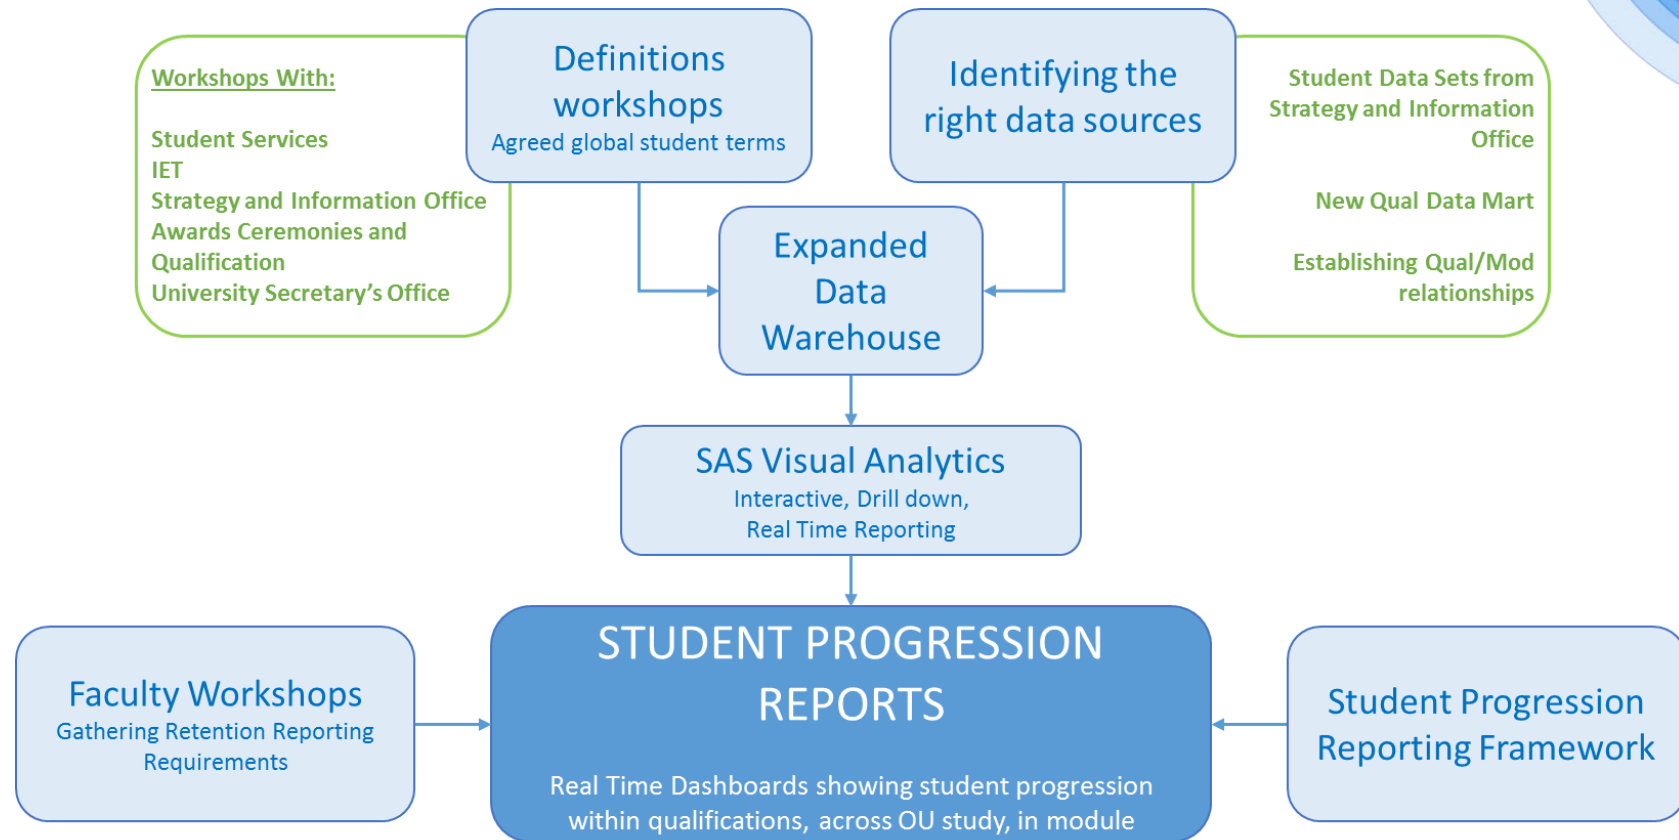 Workshops With:
Student Services
IET
Strategy and Information Office
Awards Ceremonies and
Qualification
University Secretary's Office
Definitions
workshops
Agreed global student terms
Identifying the
right data sources
Student Data Sets from
Strategy and Information
Office
New Qual Data Mart
Establishing Qual/Mod
relationships
Expanded
Data
Warehouse
SAS Visual Analytics
Interactive, Drill down,
Real Time Reporting
Faculty Workshops
Gathering Retention Reporting
Requirements
STUDENT PROGRESSION
REPORTS
Real Time Dashboards showing student progression
within qualifications, across OU study, in module
Student Progression
Reporting Framework